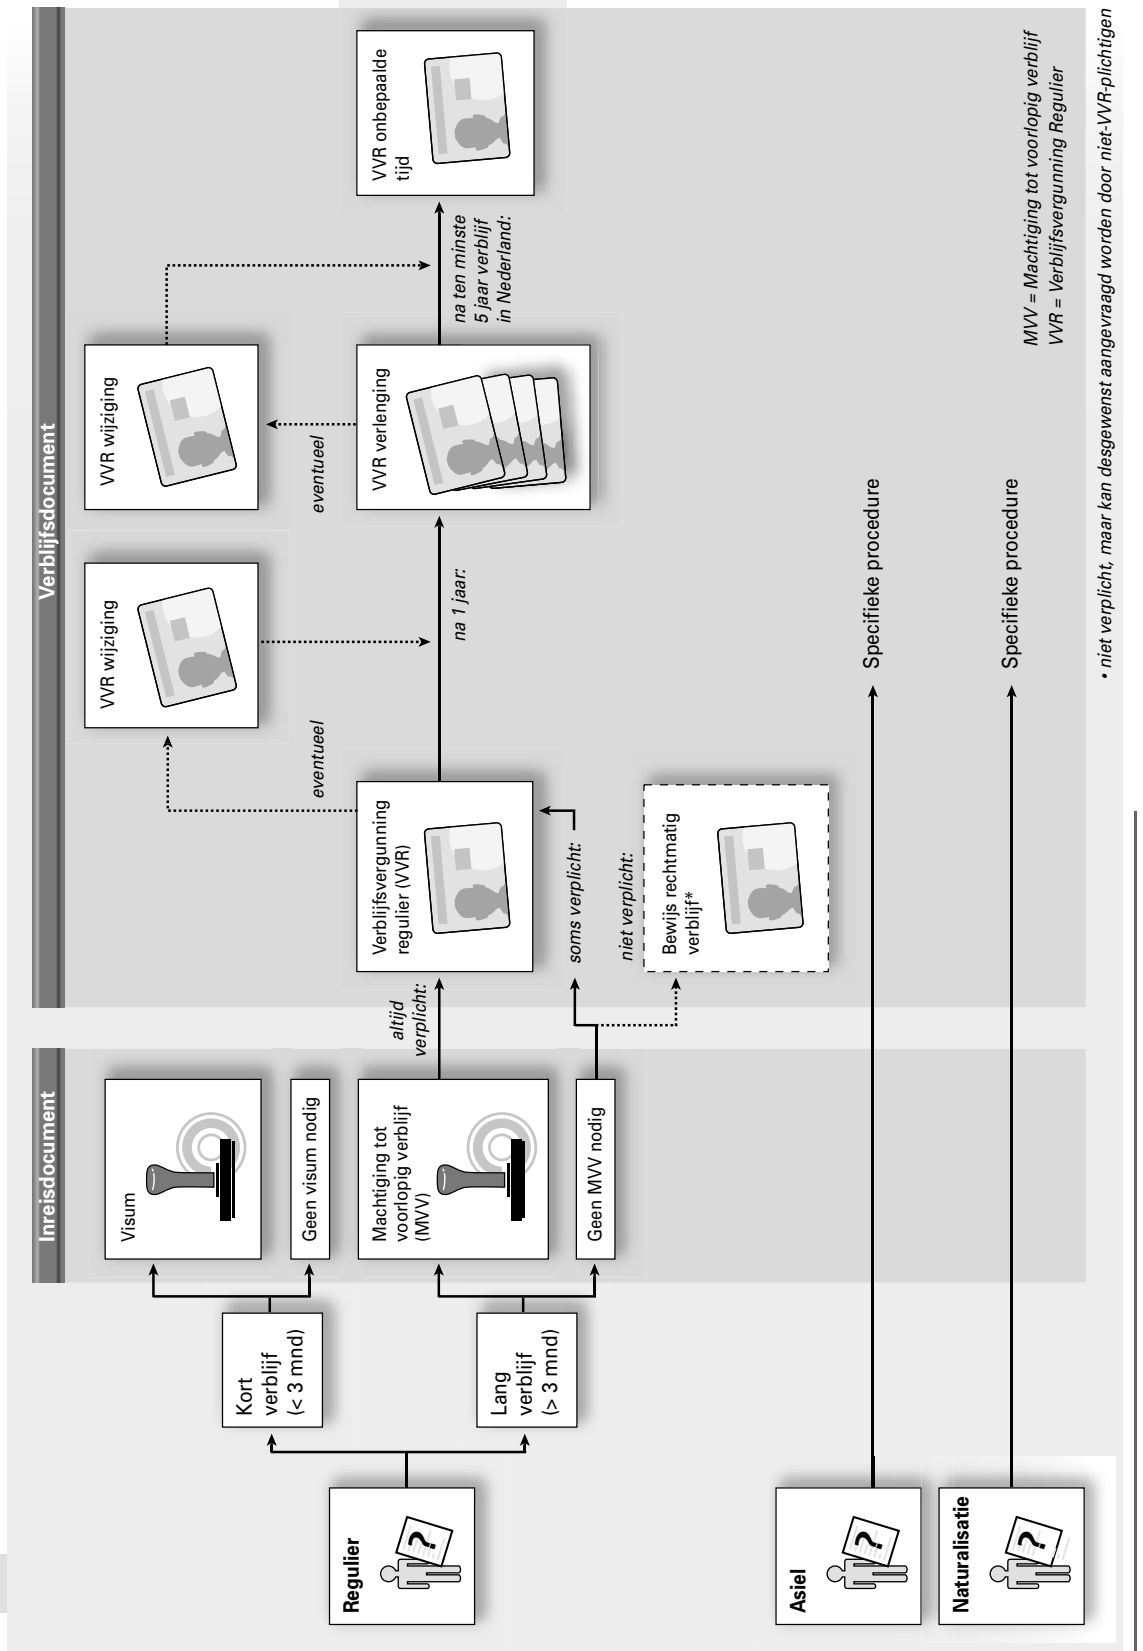 Inreisdocument
Verblijfsdocument
Regulier
Kort
verblijf
(< 3 mnd)
Lang
verblijf
(> 3 mnd)
Visum
Geen visum nodig
Machtiging tot
voorlopig verblijf
(MVV)
Geen MVV nodig
altijd
verplicht:
soms verplicht:
niet verplicht:
Verblijfsvergunning
regulier (VVR)
Bewijs rechtmatig
verblijf*
eventueel
VVR wijziging
na 1 jaar:
VVR verlenging
eventueel
VVR wijziging
na ten minste
5 jaar verblijf
in Nederland:
VVR onbepaalde
tijd
Asiel
Specifieke procedure
Naturalisatie
Specifieke procedure
MVV = Machtiging tot voorlopig verblijf
VVR = Verblijfsvergunning Regulier
• niet verplicht, maar kan desgewenst aangevraagd worden door niet-VVR-plichtigen
?
?
?